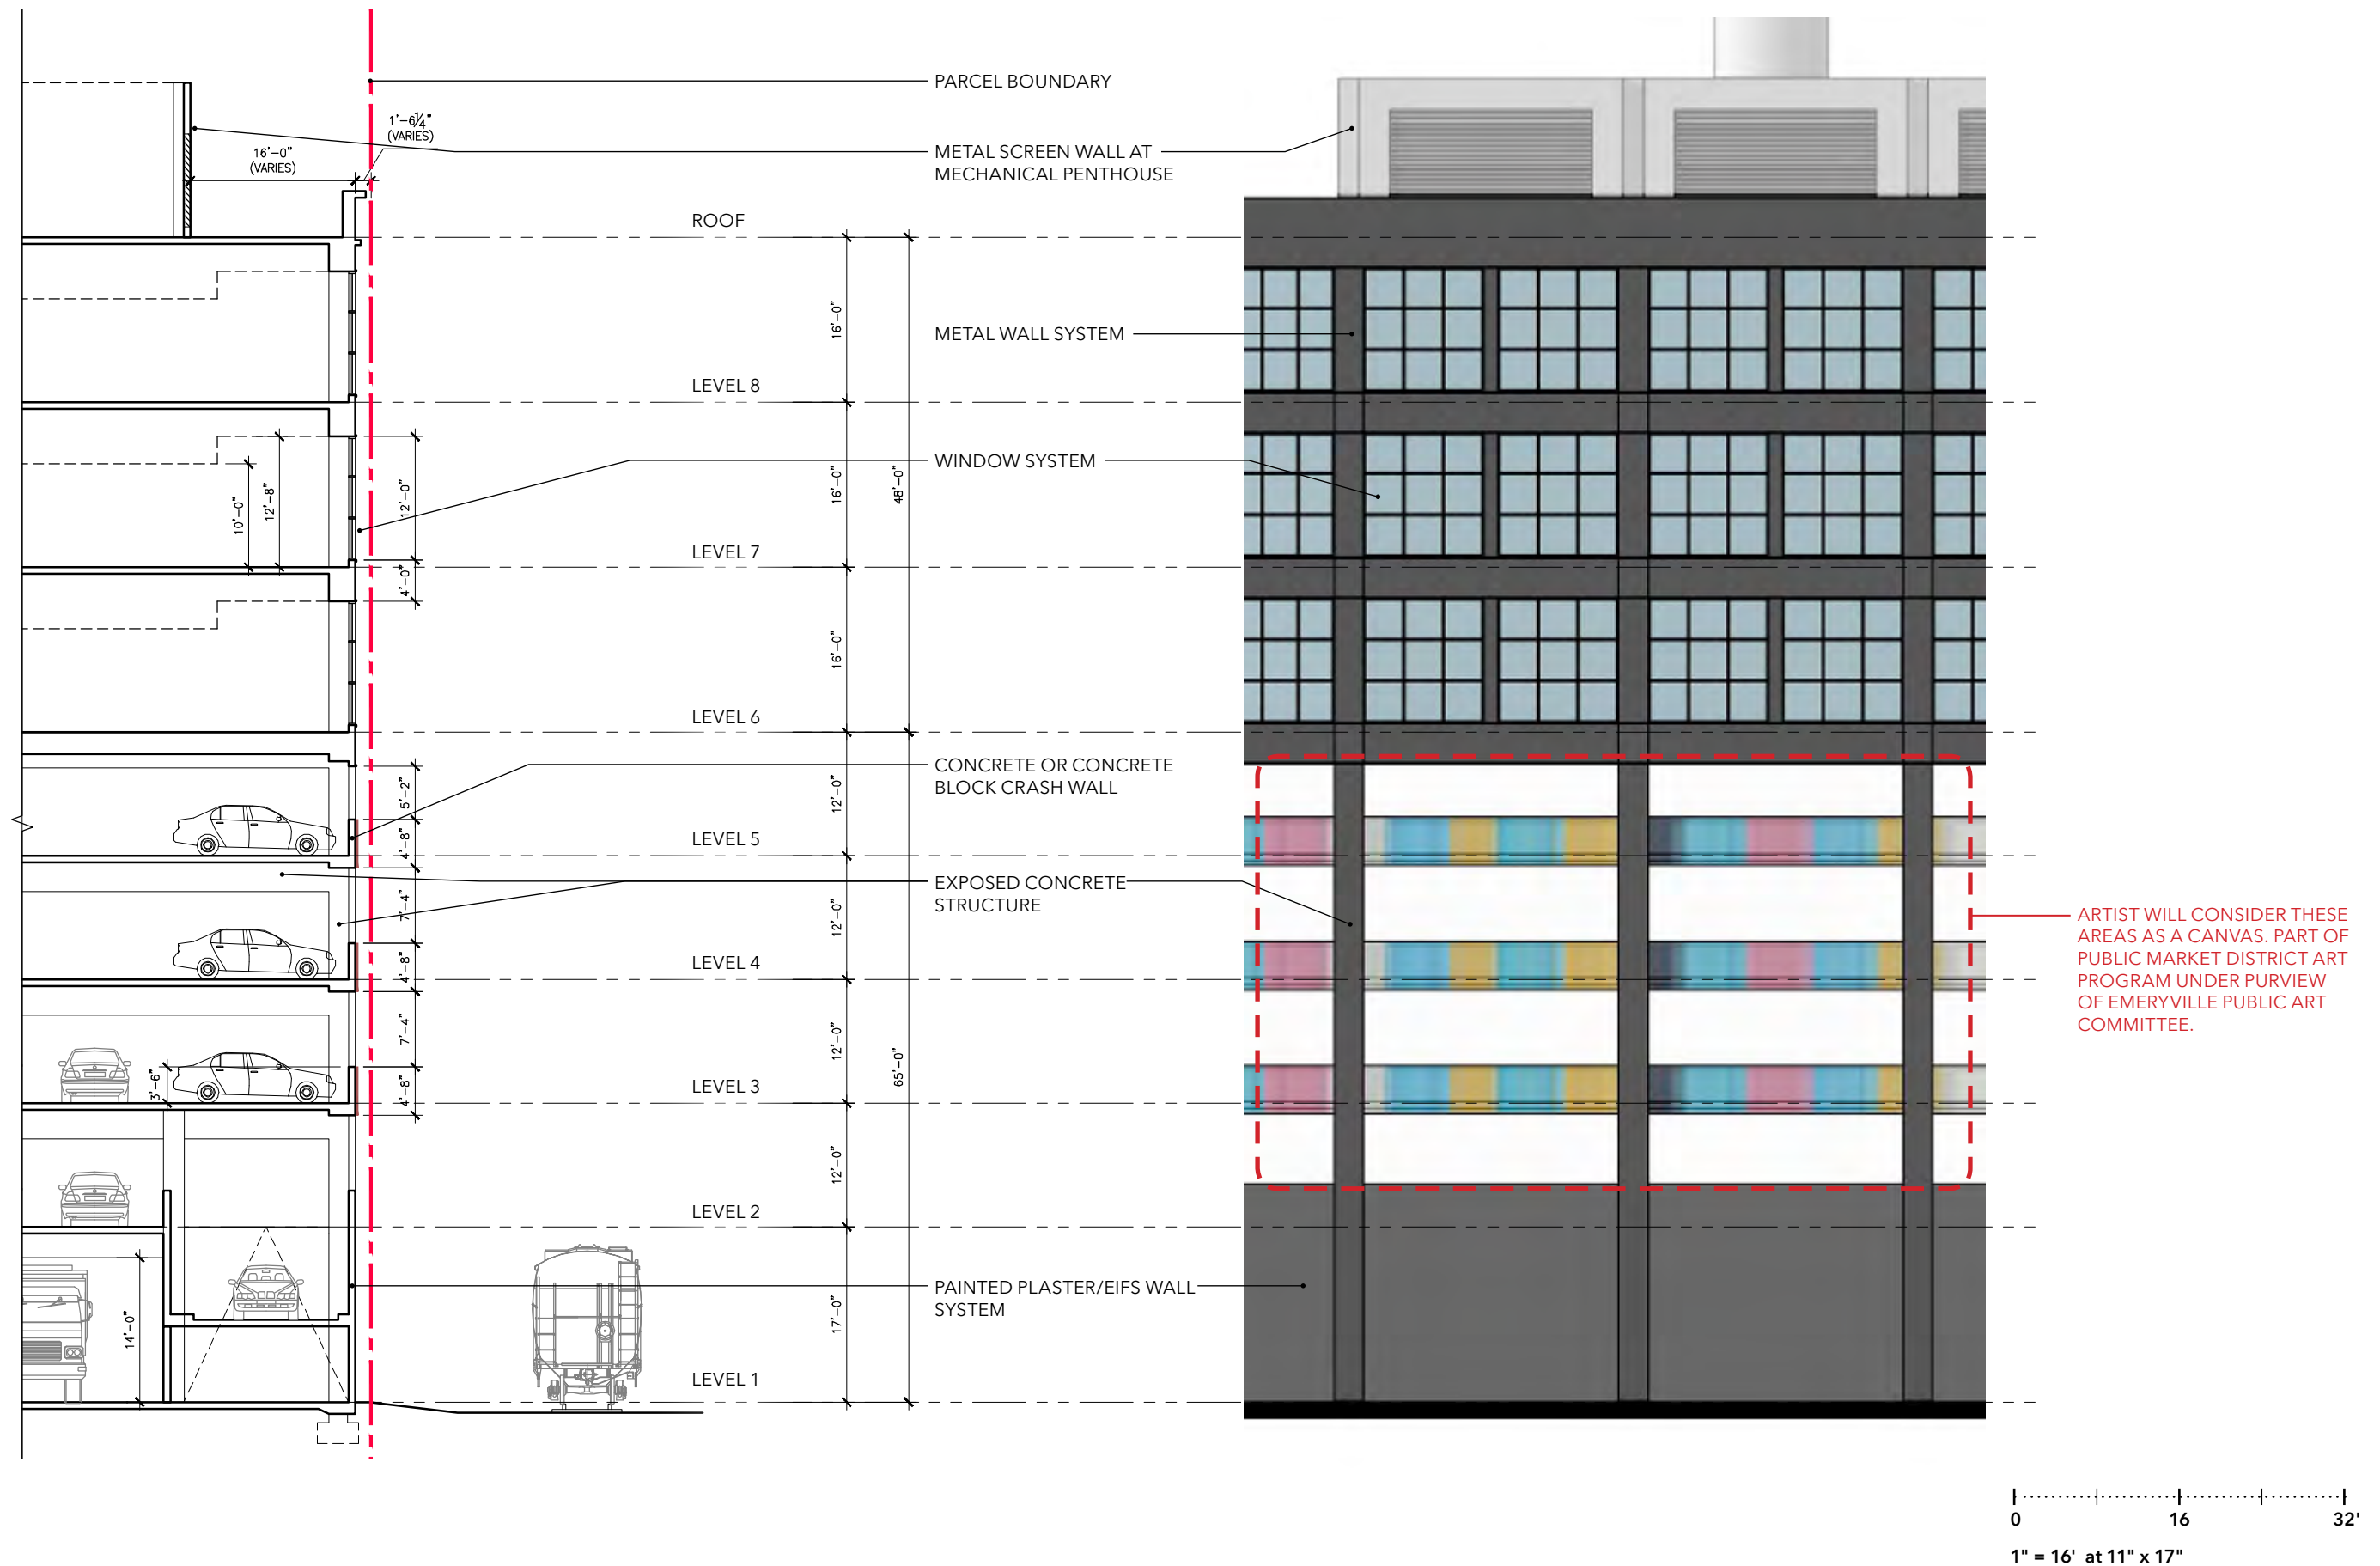 PARCEL BOUNDARY
1'-6¼"
(VARIES)
16'-0"
(VARIES)
METAL SCREEN WALL AT
MECHANICAL PENTHOUSE
ROOF
16'-0"
METAL WALL SYSTEM
LEVEL 8
WINDOW SYSTEM
10'-0"
12'-8"
12'-0"
16'-0"
48'-0"
LEVEL 7
4'-0"
16'-0"
LEVEL 6
CONCRETE OR CONCRETE
BLOCK CRASH WALL
5'-2"
12'-0"
LEVEL 5
4'-8"
EXPOSED CONCRETE
STRUCTURE
7'-4"
12'-0"
ARTIST WILL CONSIDER THESE
AREAS AS A CANVAS. PART OF
PUBLIC MARKET DISTRICT ART
PROGRAM UNDER PURVIEW
OF EMERYVILLE PUBLIC ART
COMMITTEE.
LEVEL 4
4'-8"
7'-4"
12'-0"
65'-0"
3'-6"
LEVEL 3
4'-8"
12'-0"
LEVEL 2
PAINTED PLASTER/EIFS WALL
SYSTEM
14'-0"
17'-0"
LEVEL 1
0 16 32'
1" = 16' at 11" x 17"